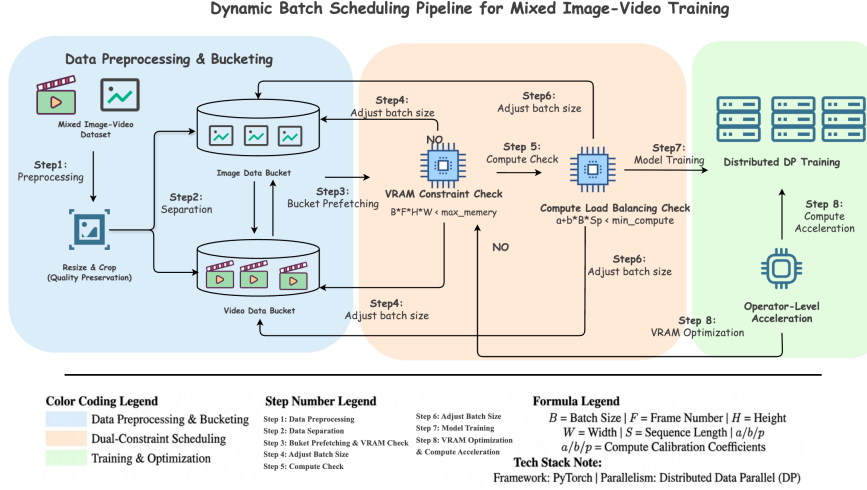 Dynamic Batch Scheduling Pipeline for Mixed Image-Video Training
Data Preprocessing & Bucketing
Mixed Image-Video
Dataset
Step1:
Preprocessing
Resize & Crop
(Quality Preservation)
Step2:
Separation
Image Data Bucket
Video Data Bucket
Step3:
Bucket Prefetching
Step4:
Adjust batch size
NO
VRAM Constraint Check
B*F*H*W < max_memery
Step4:
Adjust batch size
Step 5:
Compute Check
Step6:
Adjust batch size
Compute Load Balancing Check
a+b*B*Sp < min_compute
NO
Step6:
Adjust batch size
Step7:
Model Training
Distributed DP Training
Step 8:
Compute
Acceleration
Operator-Level
Acceleration
Step 8:
VRAM Optimization
Color Coding Legend
Data Preprocessing & Bucketing
Dual-Constraint Scheduling
Training & Optimization
Step Number Legend
Step 1: Data Preprocessing
Step 2: Data Separation
Step 3: Buket Prefetching & VRAM Check
Step 4: Adjust Batch Size
Step 5: Compute Check
Step 6: Adjust Batch Size
Step 7: Model Training
Step 8: VRAM Optimization
& Compute Acceleration
Formula Legend
B = Batch Size | F = Frame Number | H = Height
W = Width | S = Sequence Length | a/b/p
a/b/p = Compute Calibration Coefficients
Tech Stack Note:
Framework: PyTorch | Parallelism: Distributed Data Parallel (DP)